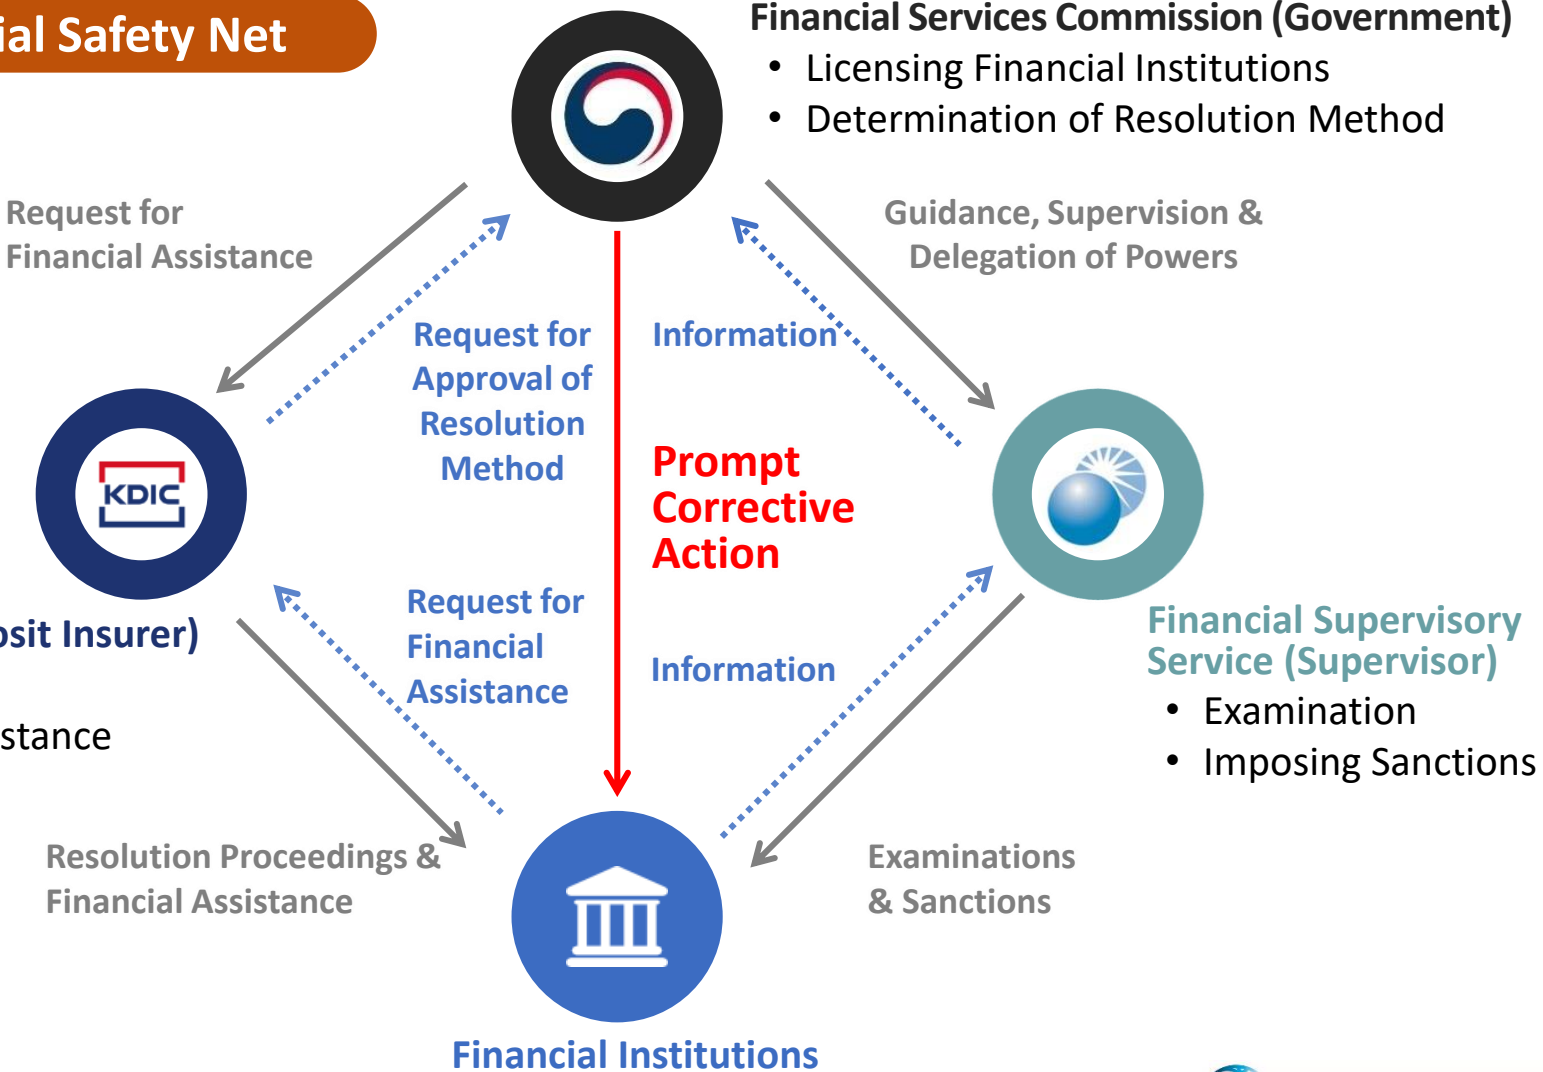 ial Safety Net
Financial Services Commission (Government)
• Licensing Financial Institutions
• Determination of Resolution Method
Request for
Financial Assistance
Guidance, Supervision &
Delegation of Powers
Request for
Approval of
Resolution
Method
Information
Prompt
Corrective
Action
KDIC
osit Insurer)
stance
Request for
Financial
Assistance
Information
Financial Supervisory
Service (Supervisor)
• Examination
• Imposing Sanctions
Resolution Proceedings &
Financial Assistance
Examinations
& Sanctions
Financial Institutions